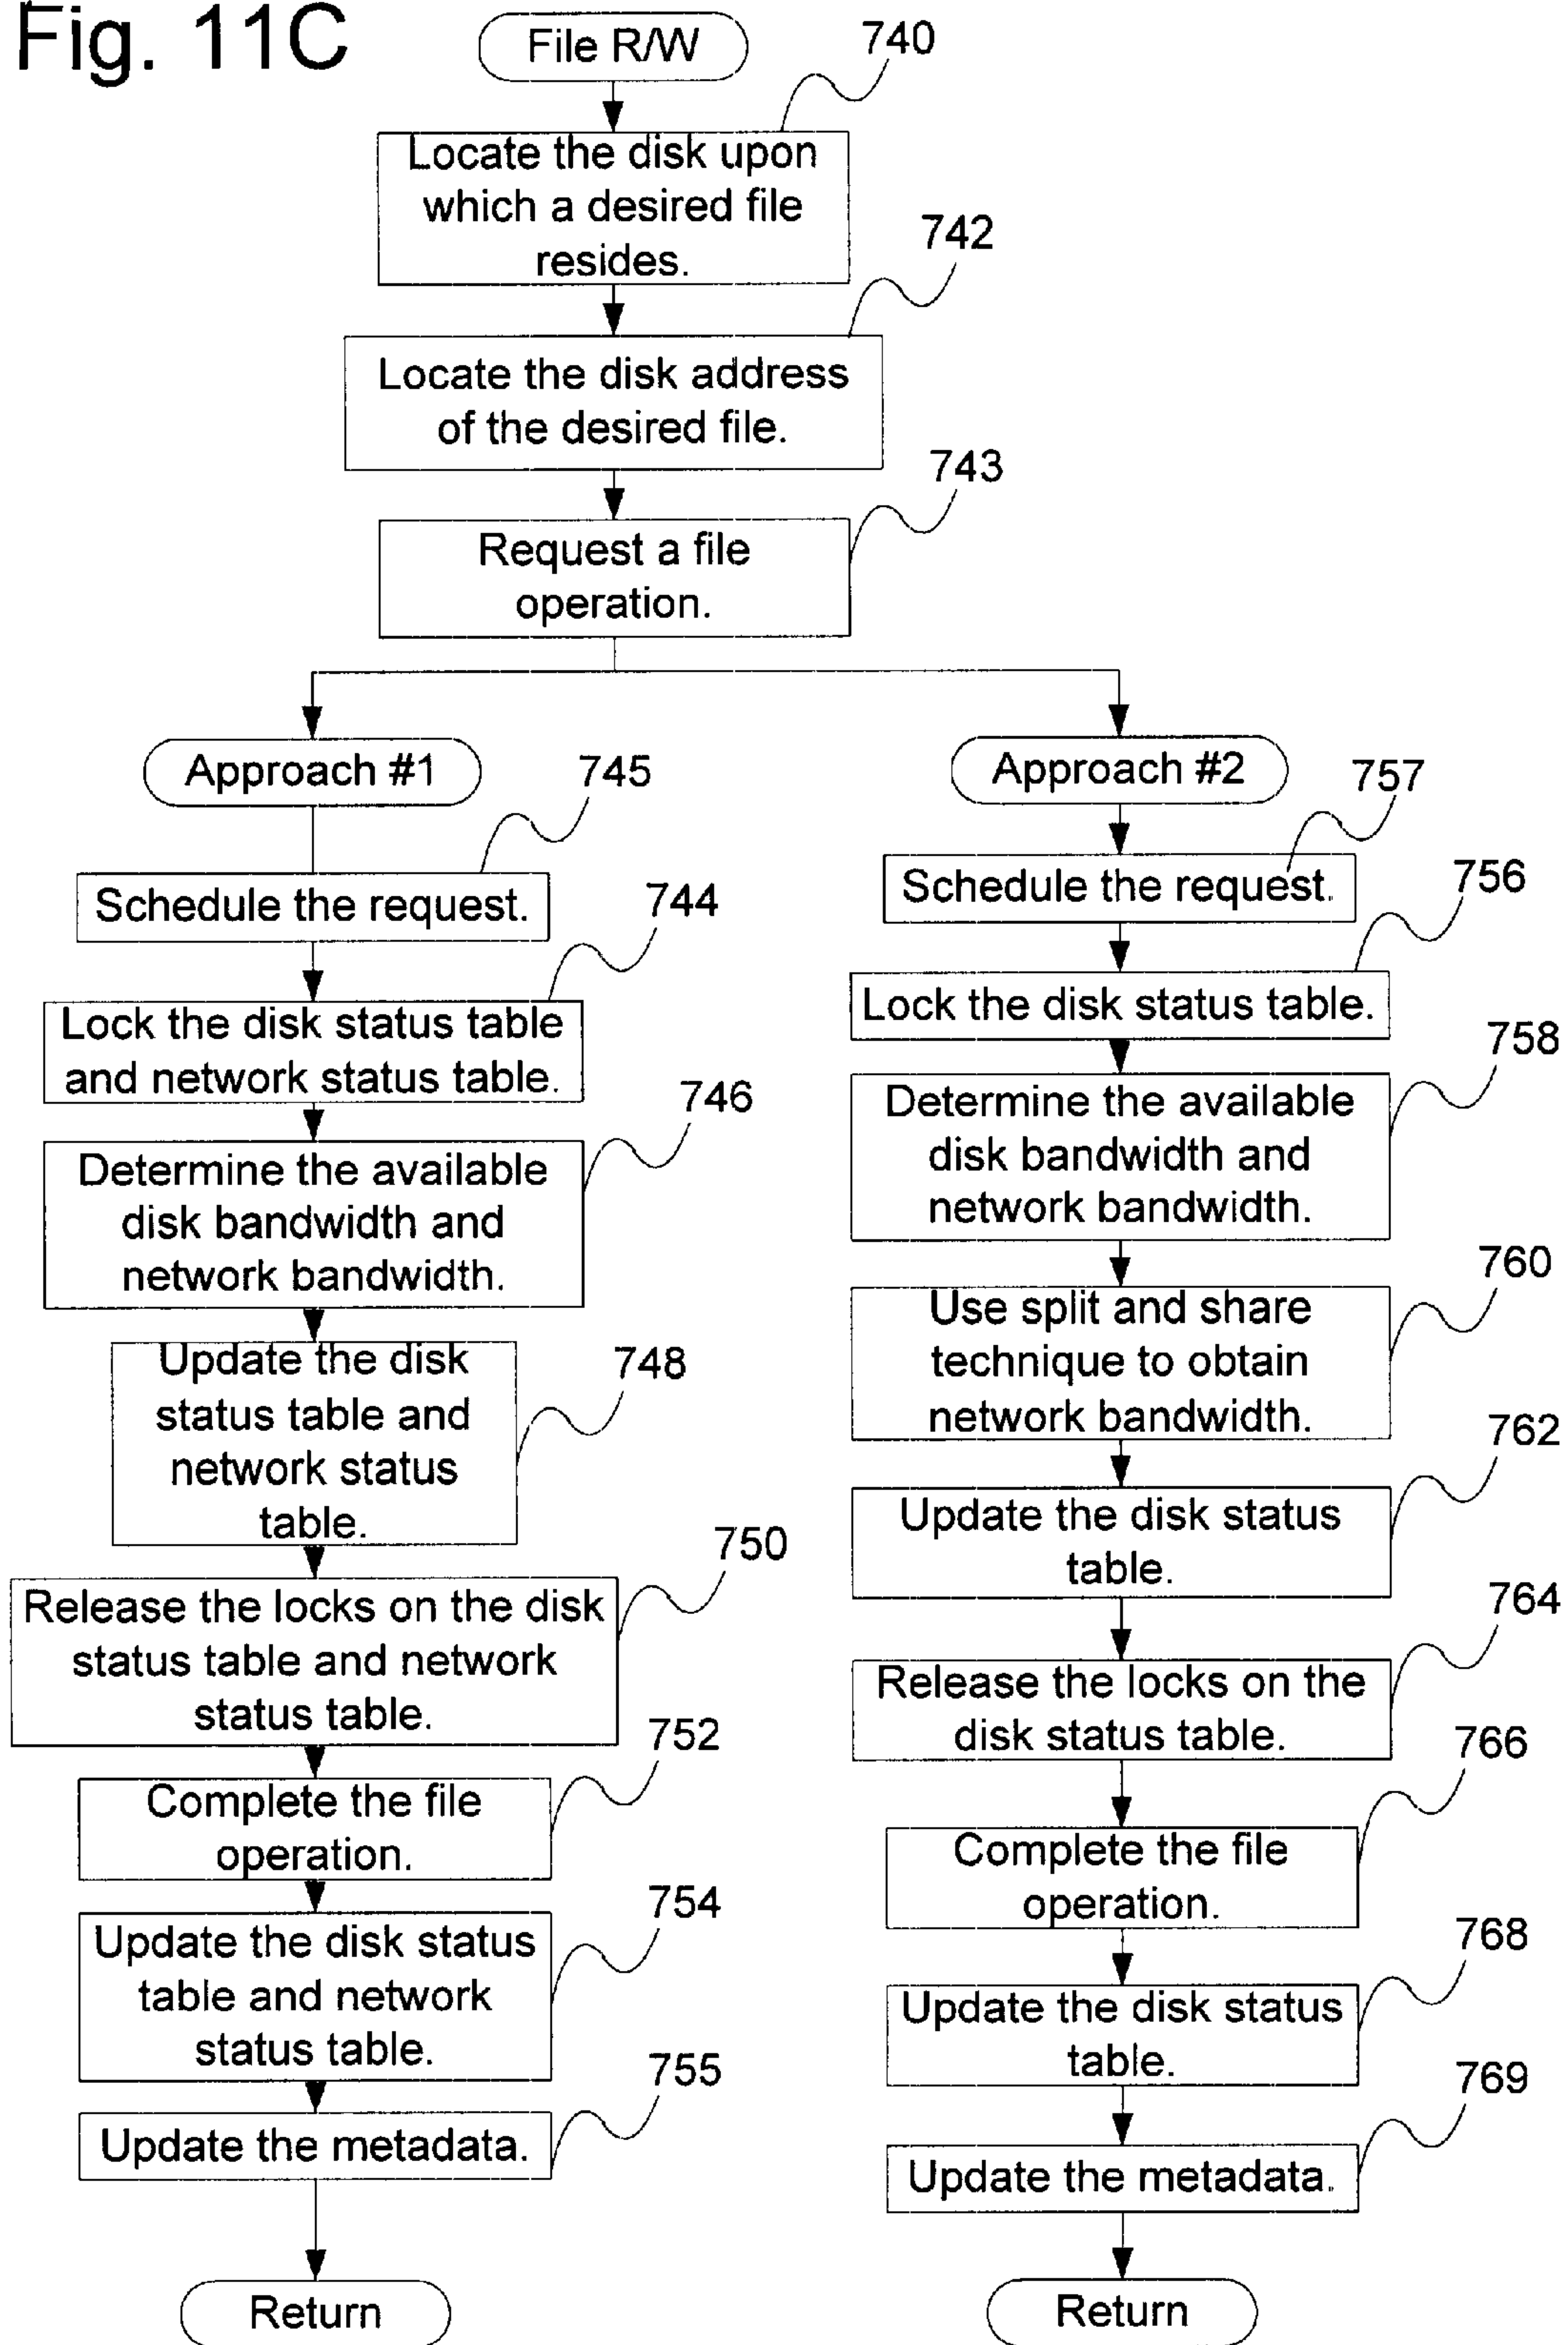 Fig. 11C
File R/W
740
Locate the disk upon
which a desired file
resides.
742
Locate the disk address
of the desired file.
743
Request a file
operation.
Approach #1
745
Schedule the request.
744
Lock the disk status table
and network status table.
746
Determine the available
disk bandwidth and
network bandwidth.
748
Update the disk
status table and
network status
table.
750
Release the locks on the disk
status table and network
status table.
752
Complete the file
operation.
754
Update the disk status
table and network
status table.
755
Update the metadata.
Return
Approach #2
757
Schedule the request.
756
Lock the disk status table.
758
Determine the available
disk bandwidth and
network bandwidth.
760
Use split and share
technique to obtain
network bandwidth.
762
Update the disk status
table.
764
Release the locks on the
disk status table.
766
Complete the file
operation.
768
Update the disk status
table.
769
Update the metadata.
Return